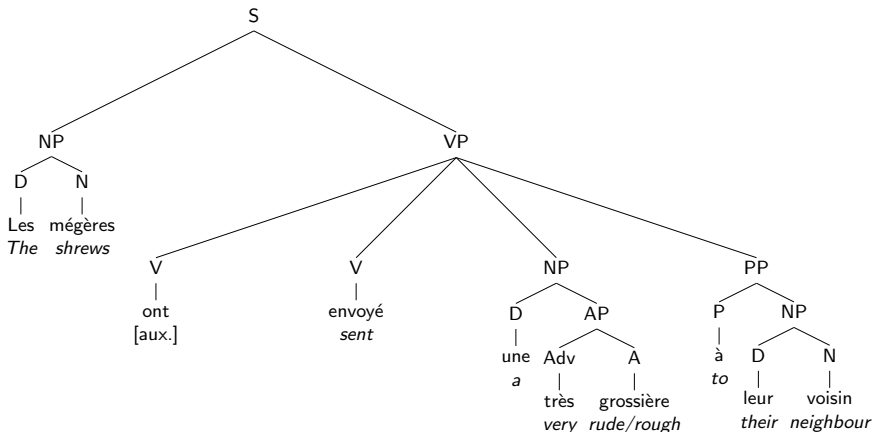 S
NP VP
D N
Les mégères
The shrews
V V NP PP
ont envoyé D AP P NP
[aux.] sent
une Adv A à D N
a to
très grossière leur voisin
very rude/rough their neighbour